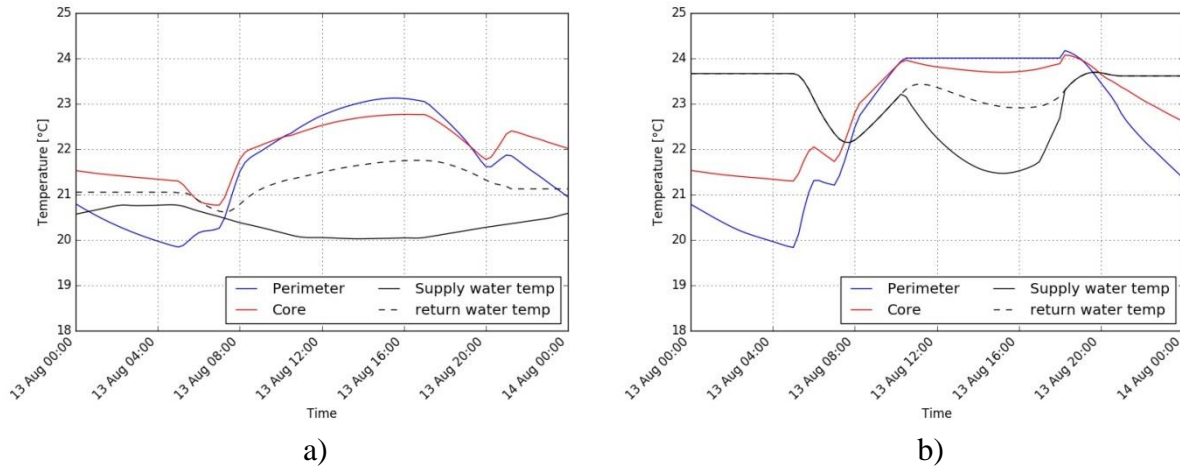 25
24
23
22
21
20
19
18
Temperature [°C]
Perimeter
Core
Supply water temp
return water temp
13 Aug 00:00
13 Aug 04:00
13 Aug 08:00
13 Aug 12:00
13 Aug 16:00
13 Aug 20:00
14 Aug 00:00
Time
a)
25
24
23
22
21
20
19
18
Temperature [°C]
Perimeter
Core
Supply water temp
return water temp
13 Aug 00:00
13 Aug 04:00
13 Aug 08:00
13 Aug 12:00
13 Aug 16:00
13 Aug 20:00
14 Aug 00:00
Time
b)